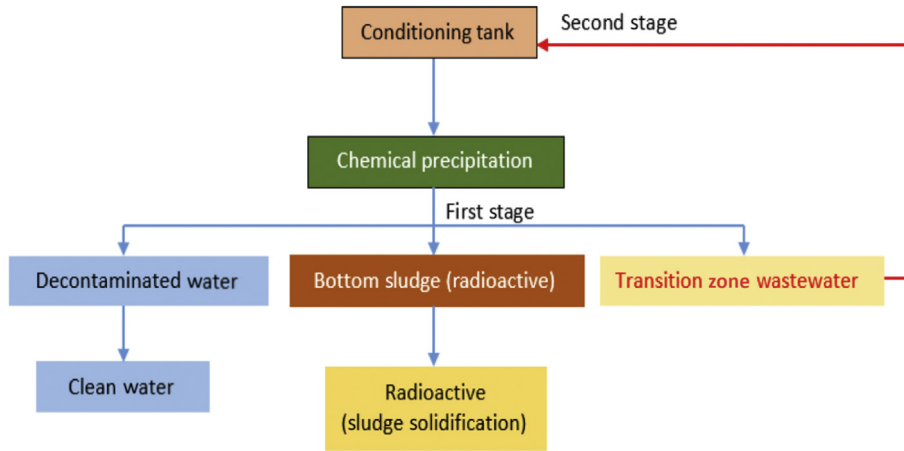 Second stage
Conditioning tank
Chemical precipitation
First stage
Decontaminated water
Bottom sludge (radioactive)
Transition zone wastewater
Clean water
Radioactive
(sludge solidification)